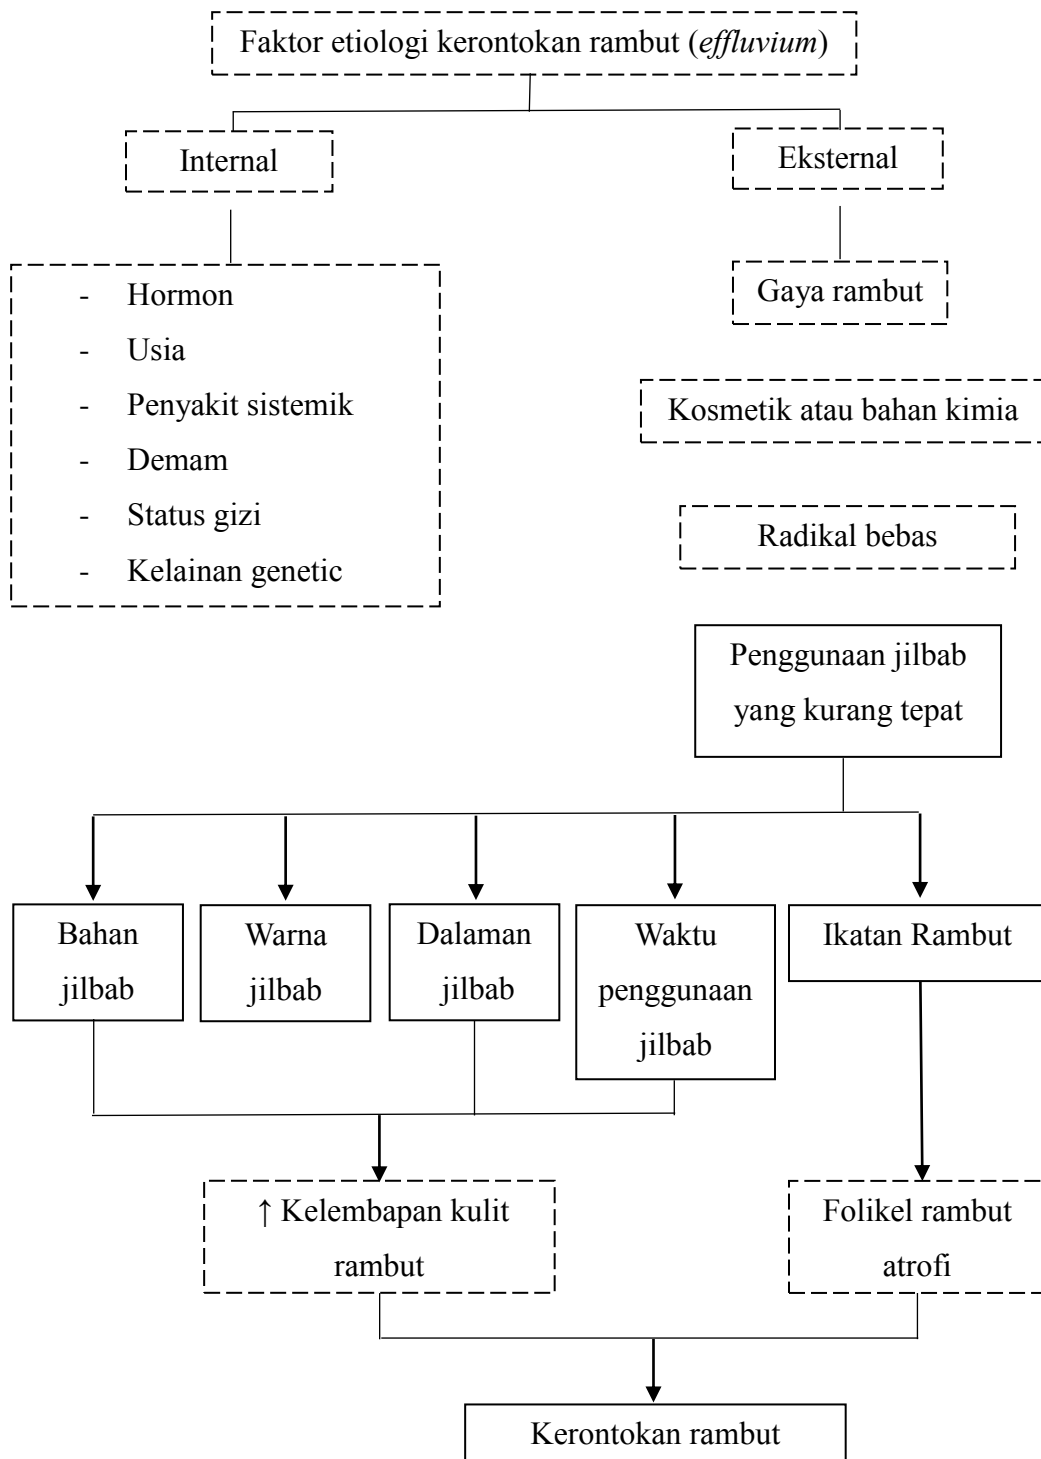 Faktor etiologi kerontokan rambut (effluvium)
Internal
Eksternal
- Hormon
- Usia
- Penyakit sistemik
- Demam
- Status gizi
- Kelainan genetic
Gaya rambut
Kosmetik atau bahan kimia
Radikal bebas
Penggunaan jilbab
yang kurang tepat
Bahan
jilbab
Warna
jilbab
Dalaman
jilbab
Waktu
penggunaan
jilbab
Ikatan Rambut
↑ Kelembapan kulit
rambut
Folikel rambut
atrofi
Kerontokan rambut